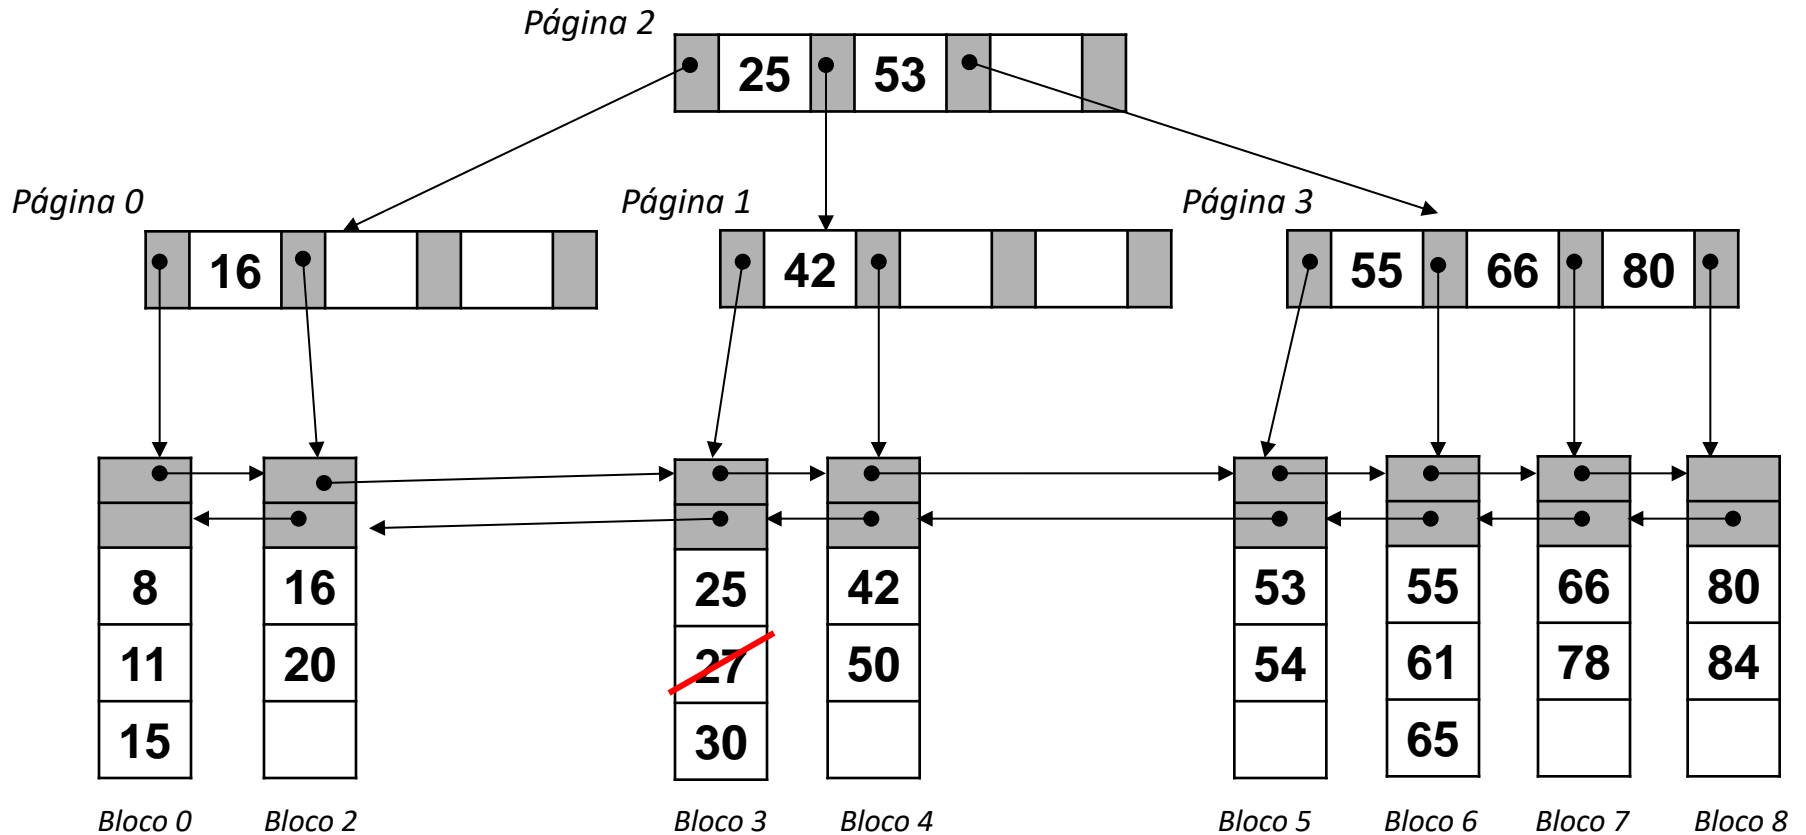 Página 2
25 53
Página 0 Página 1 Página 3
16 42 55 66 80
8 16 25 42 53 55 66 80
11 20 27 50 54 61 78 84
15 30 65
Bloco 0 Bloco 2 Bloco 3 Bloco 4 Bloco 5 Bloco 6 Bloco 7 Bloco 8